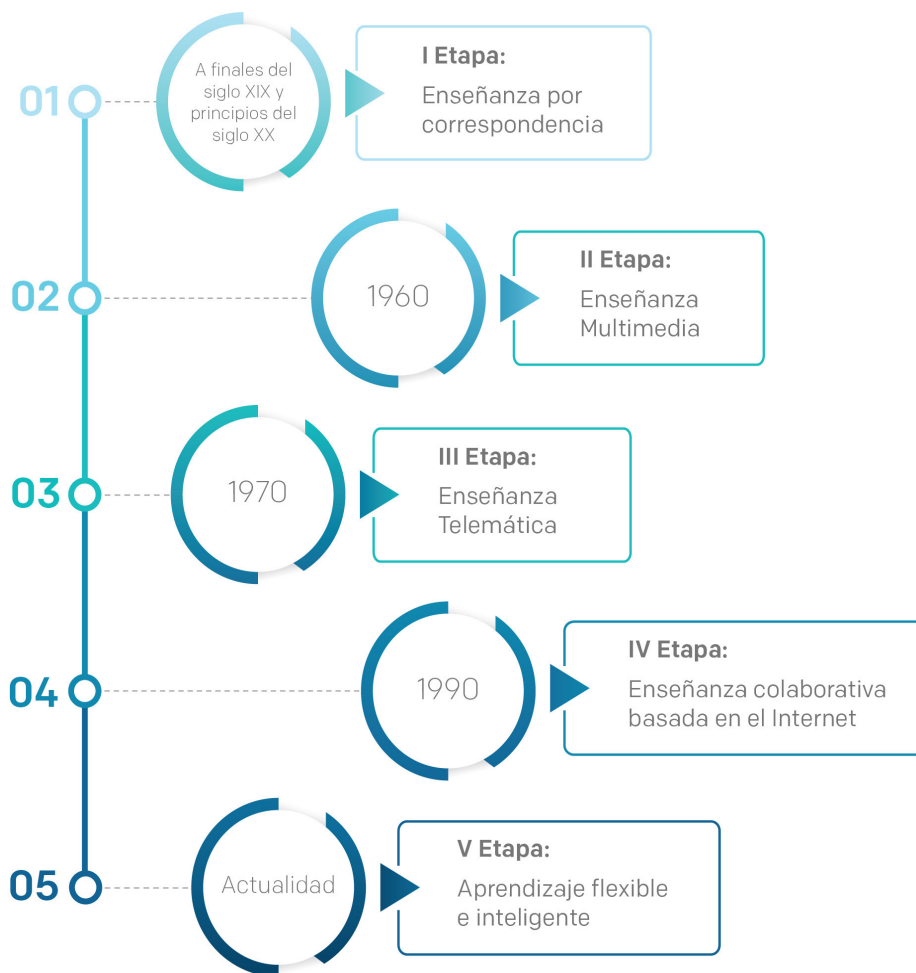 01
A finales del
siglo XIX y
principios del
siglo XX
I Etapa:
Enseñanza por
correspondencia
02
1960
II Etapa:
Enseñanza
Multimedia
03
1970
III Etapa:
Enseñanza
Telemática
04
1990
IV Etapa:
Enseñanza colaborativa
basada en el Internet
05
Actualidad
V Etapa:
Aprendizaje flexible
e inteligente